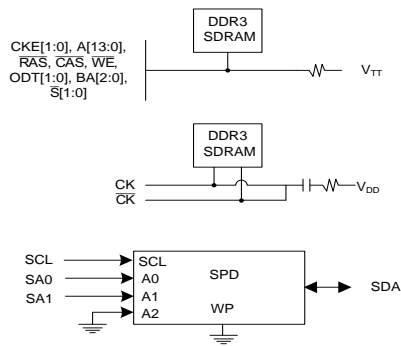 DDR3
SDRAM
CKE[1:0], A[13:0],
RAS, CAS, WE,
ODT[1:0], BA[2:0],
S[1:0]
VTT
DDR3
SDRAM
CK
CK
VDD
SCL
SCL
SA0
A0
SPD
SDA
SA1
A1
WP
A2